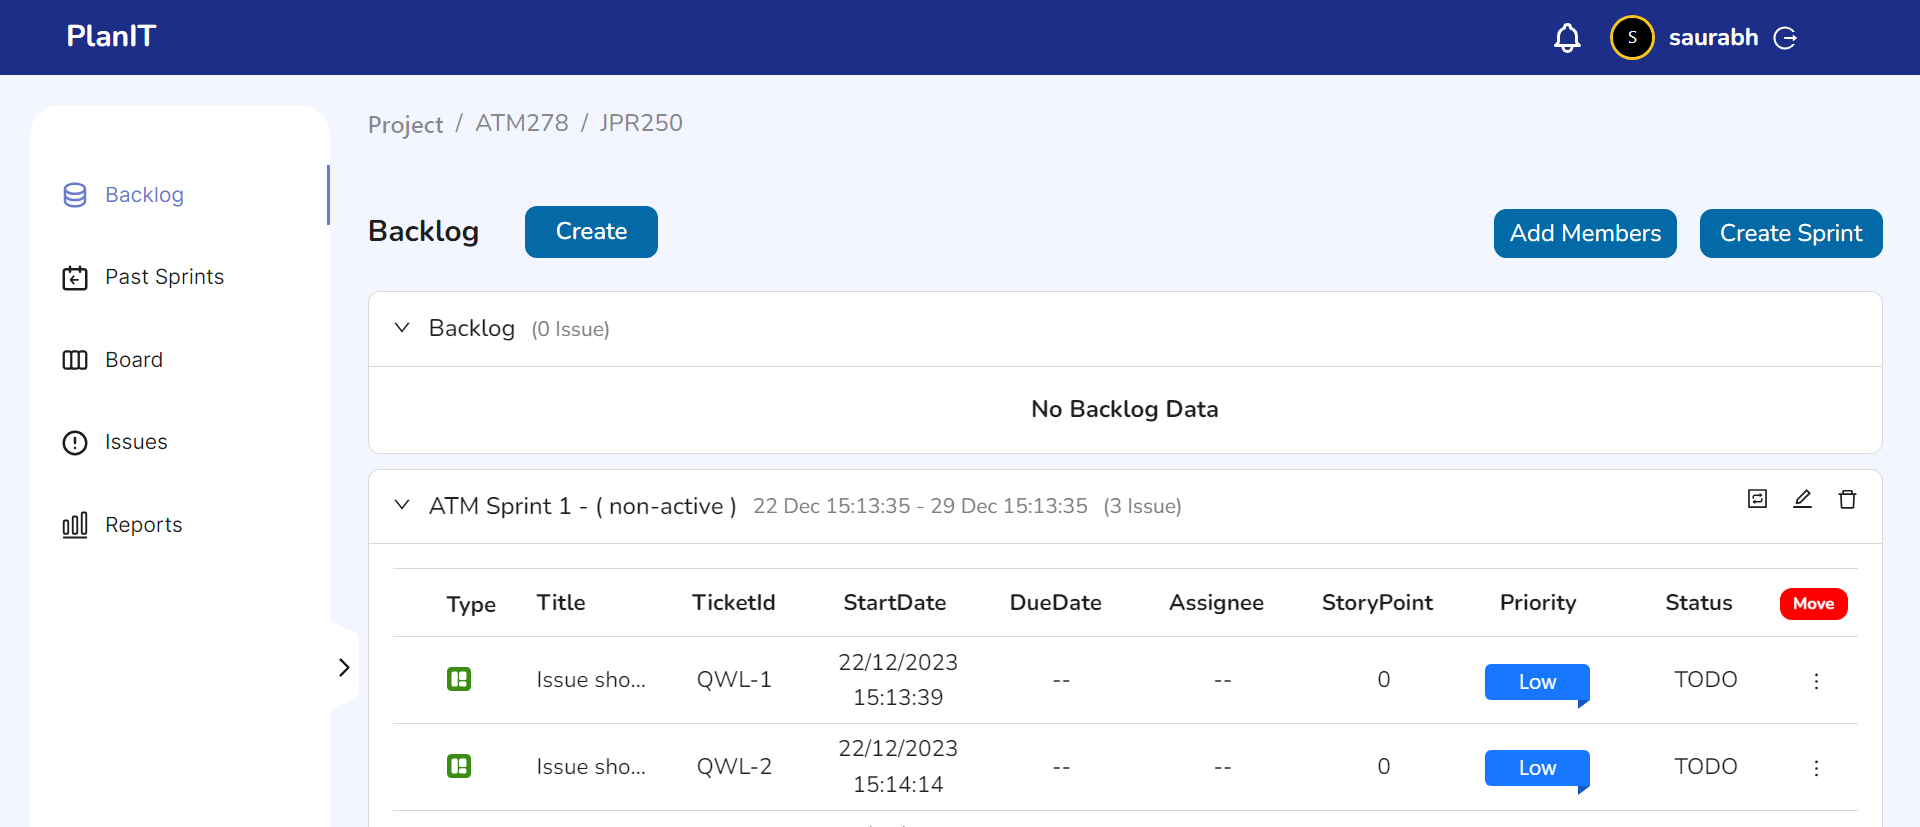 PlanIT
S saurabh
Project / ATM278 / JPR250
Backlog
Past Sprints
Board
Issues
Reports
Backlog Create Add Members Create Sprint
Backlog (0 Issue)
No Backlog Data
ATM Sprint 1 - ( non-active ) 22 Dec 15:13:35 - 29 Dec 15:13:35 (3 Issue)
Type Title TicketId StartDate DueDate Assignee StoryPoint Priority Status Move
Issue sho... QWL-1 22/12/2023 15:13:39 -- -- 0 Low TODO
Issue sho... QWL-2 22/12/2023 15:14:14 -- -- 0 Low TODO